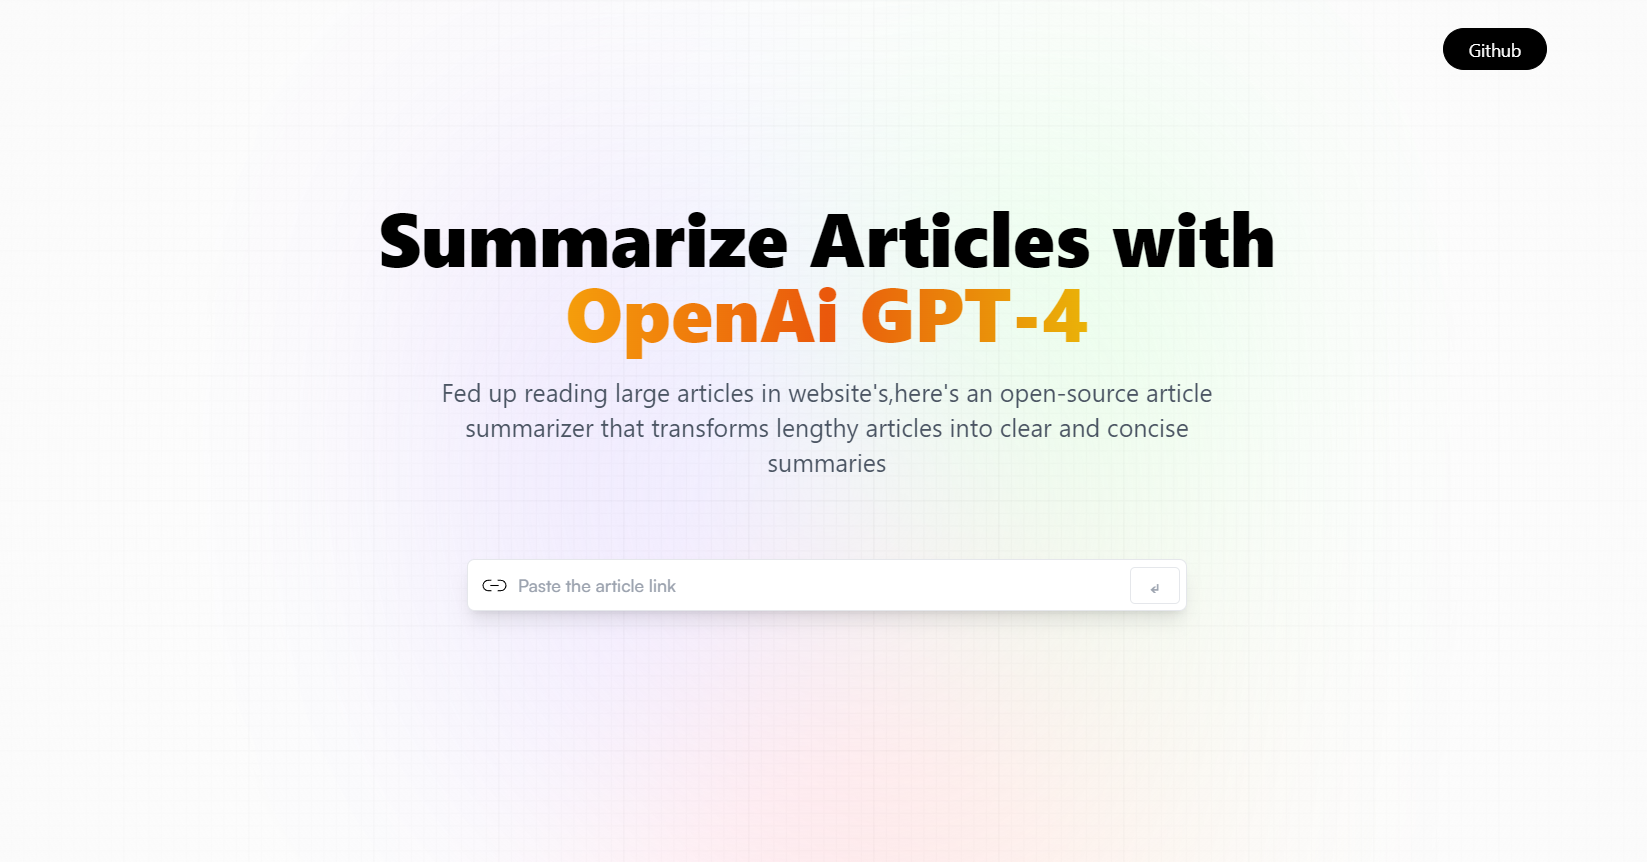 Github
Summarize Articles with
OpenAi GPT-4
Fed up reading large articles in website's,here's an open-source article
summarizer that transforms lengthy articles into clear and concise
summaries
Paste the article link
↲